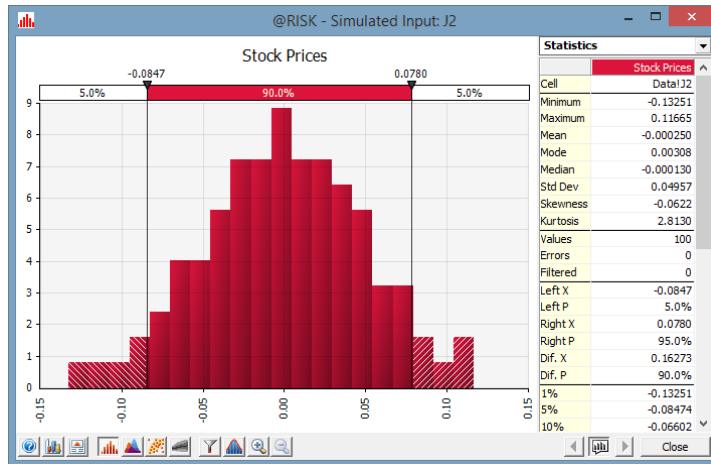 @RISK - Simulated Input: J2
Stock Prices
-0.0847 0.0780
5.0% 90.0% 5.0%
9
8
7
6
5
4
3
2
1
0
-0.15 -0.10 -0.05 0.00 0.05 0.10 0.15
Statistics
Stock Prices
Cell Data!J2
Minimum -0.13251
Maximum 0.11665
Mean -0.000250
Mode 0.00308
Median -0.000130
Std Dev 0.04957
Skewness -0.0622
Kurtosis 2.8130
Values 100
Errors 0
Filtered 0
Left X -0.0847
Left P 5.0%
Right X 0.0780
Right P 95.0%
Dif. X 0.16273
Dif. P 90.0%
1% -0.13251
5% -0.08474
10% -0.06602
Close